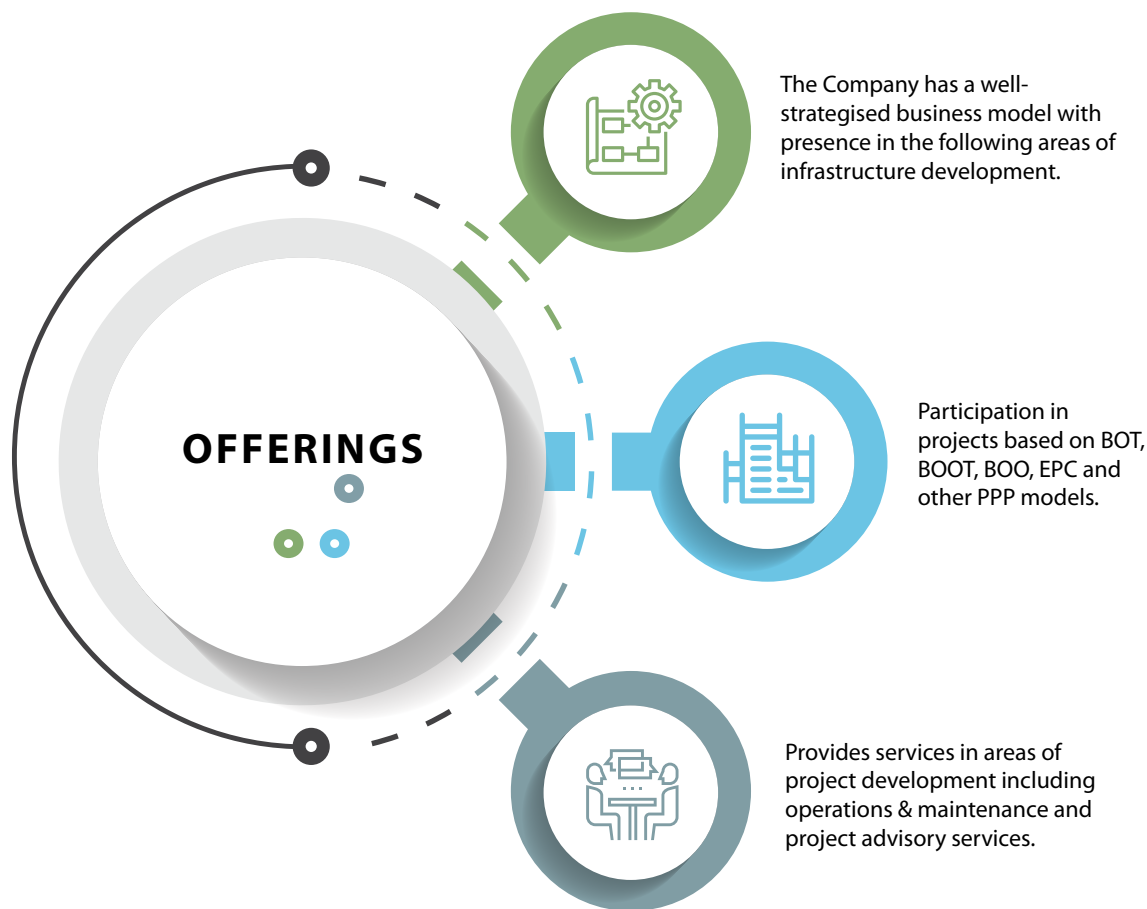 The Company has a well-
strategised business model with
presence in the following areas of
infrastructure development.
OFFERINGS
Participation in
projects based on BOT,
BOOT, BOO, EPC and
other PPP models.
Provides services in areas of
project development including
operations & maintenance and
project advisory services.